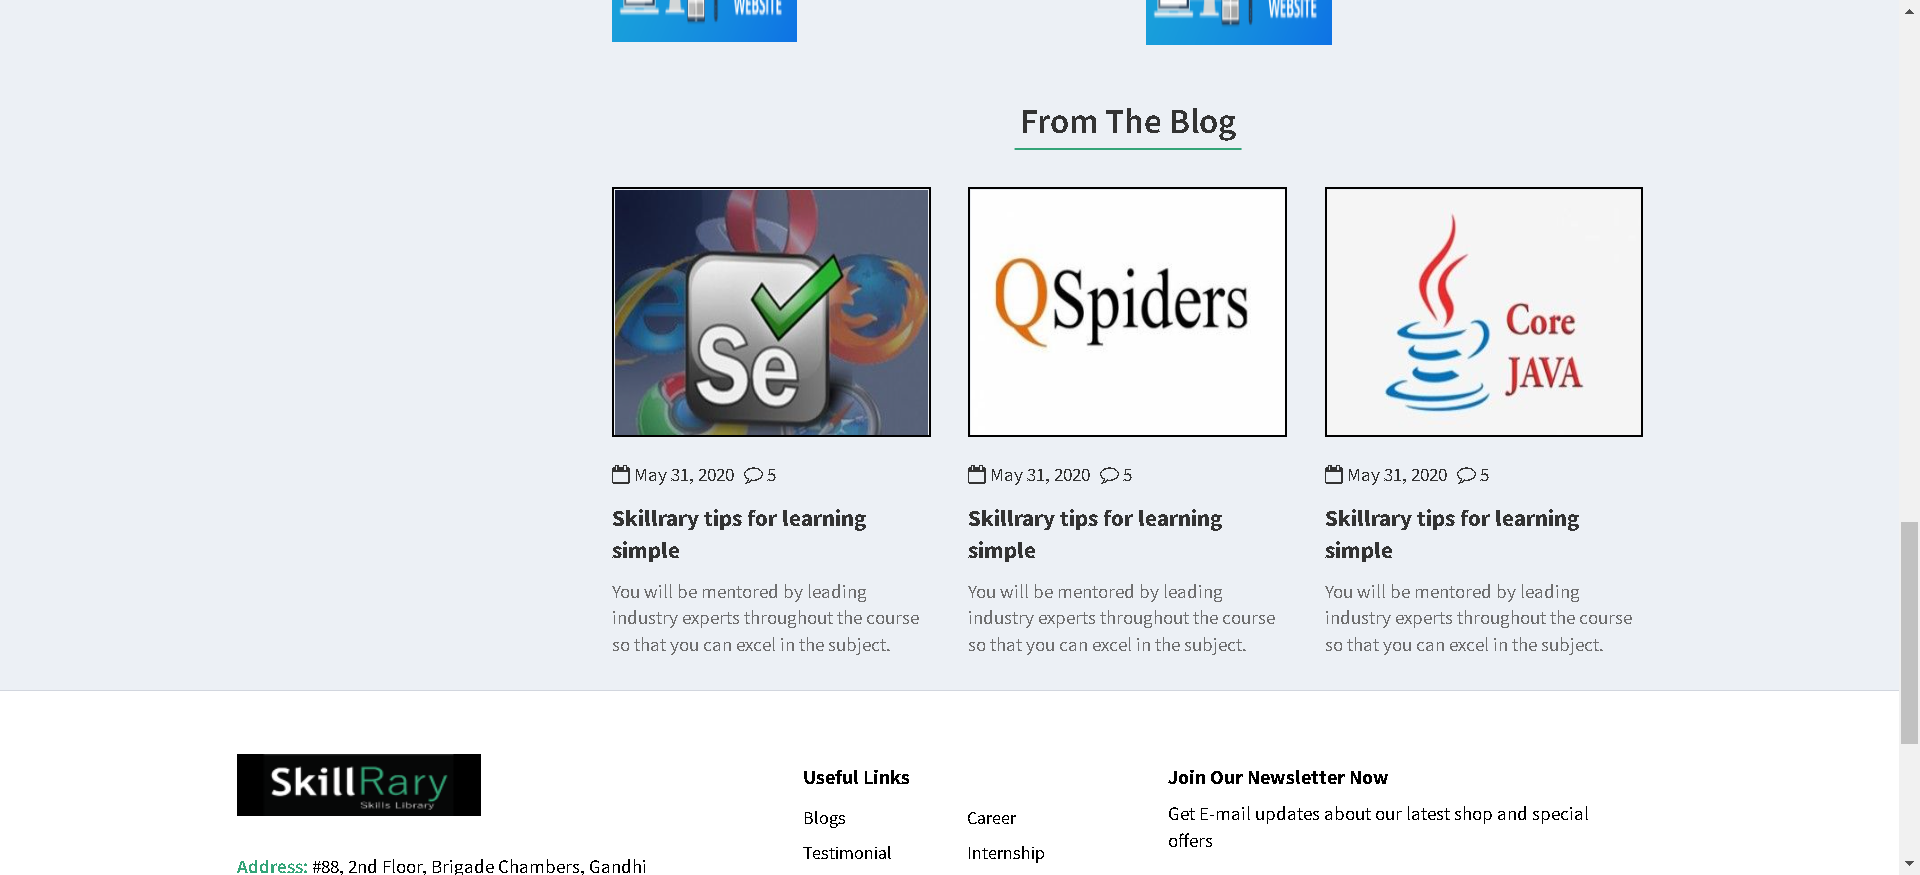 WEBSITE
WEBSITE
From The Blog
Se
QSpiders
Core
JAVA
May 31, 2020 5
May 31, 2020 5
May 31, 2020 5
Skillrary tips for learning
simple
Skillrary tips for learning
simple
Skillrary tips for learning
simple
You will be mentored by leading
industry experts throughout the course
so that you can excel in the subject.
You will be mentored by leading
industry experts throughout the course
so that you can excel in the subject.
You will be mentored by leading
industry experts throughout the course
so that you can excel in the subject.
SkillRary
Skills Library
Address: #88, 2nd Floor, Brigade Chambers, Gandhi
Useful Links
Blogs
Career
Testimonial
Internship
Join Our Newsletter Now
Get E-mail updates about our latest shop and special
offers